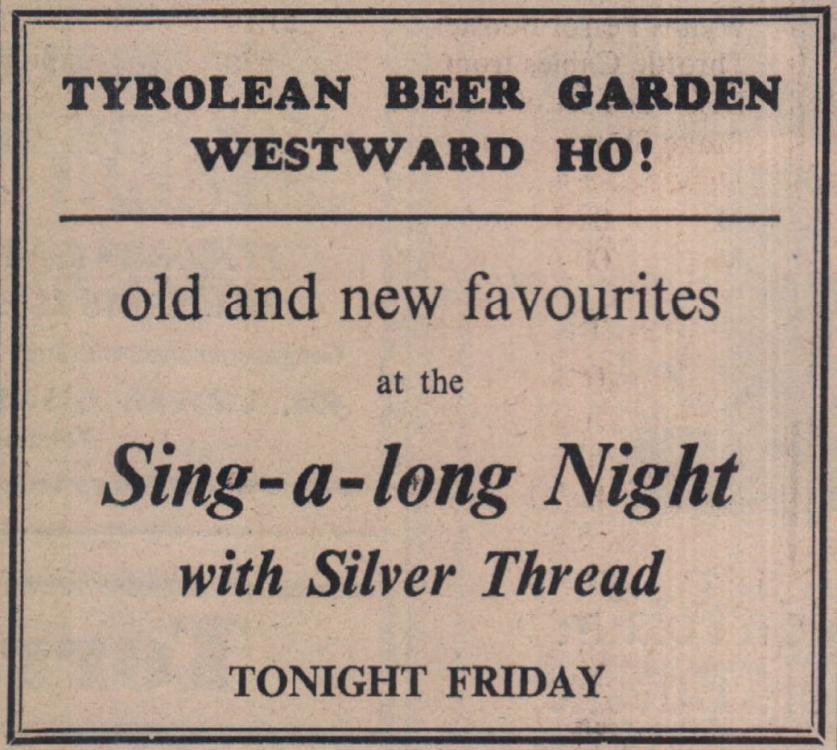 TYROLEAN BEER GARDEN
WESTWARD HO!
old and new favourites
at the
Sing-a-long Night
with Silver Thread
TONIGHT FRIDAY